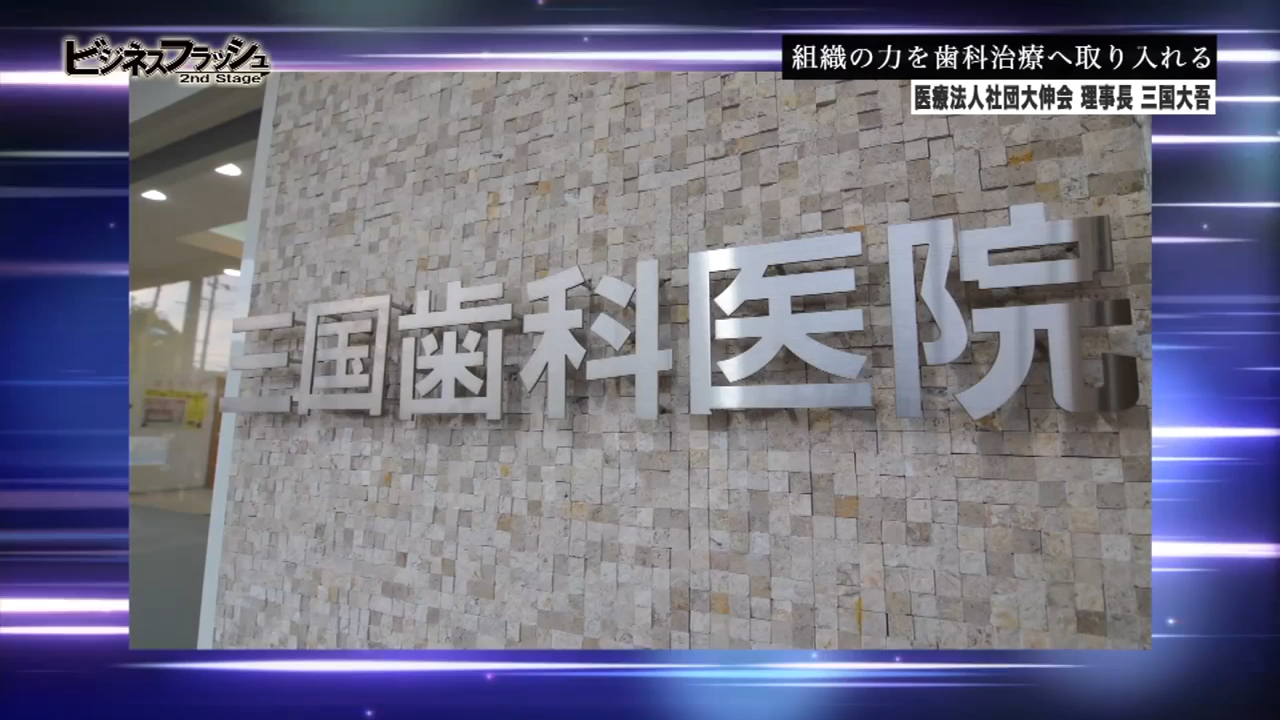 ビジネスフラッシュ
2nd Stage
組織の力を歯科治療へ取り入れる
医療法人社団大伸会 理事長 三国大吾
三国歯科医院